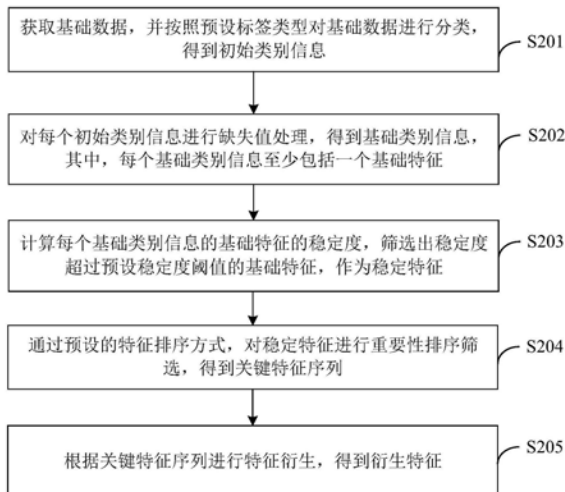 获取基础数据，并按照预设标签类型对基础数据进行分类，
得到初始类别信息
S201
对每个初始类别信息进行缺失值处理，得到基础类别信息，
其中，每个基础类别信息至少包括一个基础特征
S202
计算每个基础类别信息的基础特征的稳定度，筛选出稳定度
超过预设稳定度阈值的基础特征，作为稳定特征
S203
通过预设的特征排序方式，对稳定特征进行重要性排序筛
选，得到关键特征序列
S204
根据关键特征序列进行特征衍生，得到衍生特征
S205